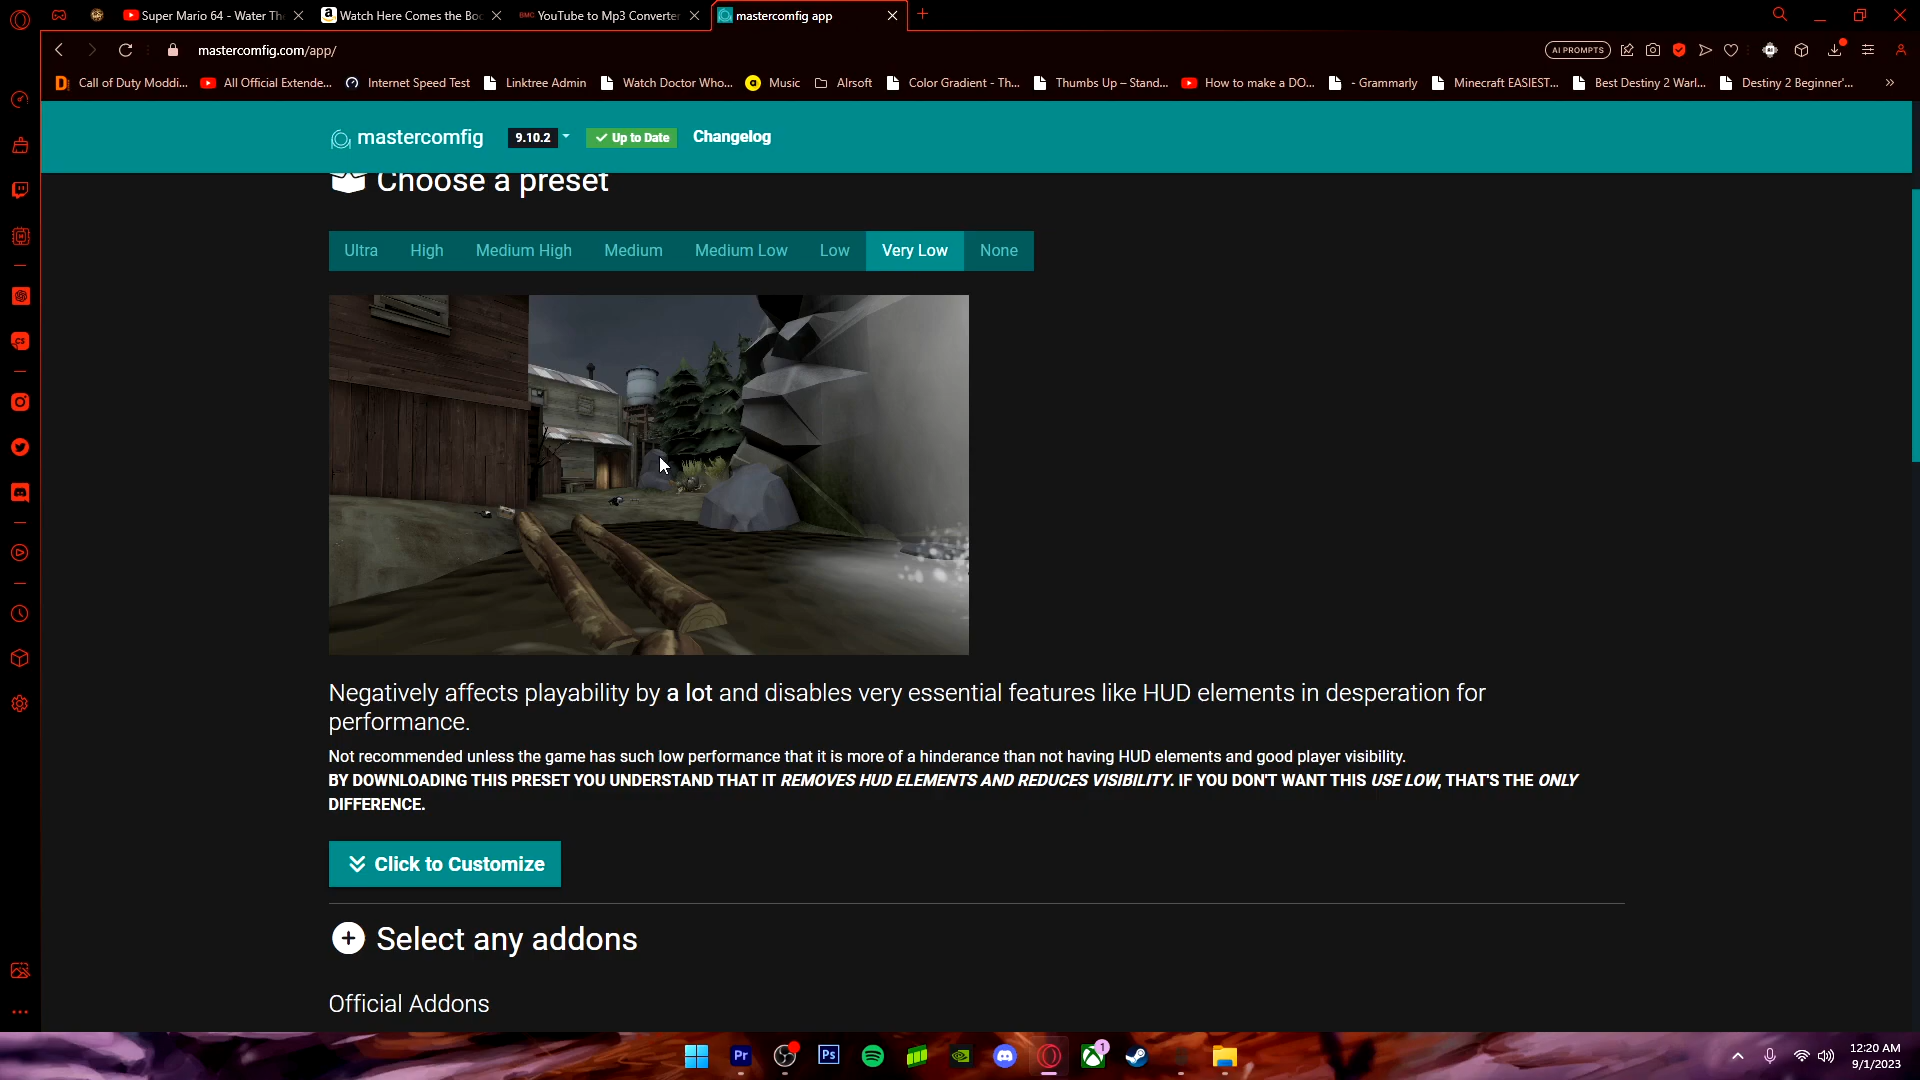 Super Mario 64 - Water Th
Watch Here Comes the Boo
BMC YouTube to Mp3 Converter
mastercomfig app
mastercomfig.com/app/
AI PROMPTS
Call of Duty Moddi...
All Official Extende...
Internet Speed Test
Linktree Admin
Watch Doctor Who...
Music
AIrsoft
Color Gradient - Th...
Thumbs Up – Stand...
How to make a DO...
- Grammarly
Minecraft EASIEST...
Best Destiny 2 Warl...
Destiny 2 Beginner'...
mastercomfig
9.10.2
Up to Date
Changelog
Choose a preset
Ultra
High
Medium High
Medium
Medium Low
Low
Very Low
None
Negatively affects playability by a lot and disables very essential features like HUD elements in desperation for
performance.
Not recommended unless the game has such low performance that it is more of a hinderance than not having HUD elements and good player visibility.
BY DOWNLOADING THIS PRESET YOU UNDERSTAND THAT IT REMOVES HUD ELEMENTS AND REDUCES VISIBILITY. IF YOU DON'T WANT THIS USE LOW, THAT'S THE ONLY
DIFFERENCE.
Click to Customize
Select any addons
Official Addons
CS
Pr
Ps
1
12:20 AM
9/1/2023